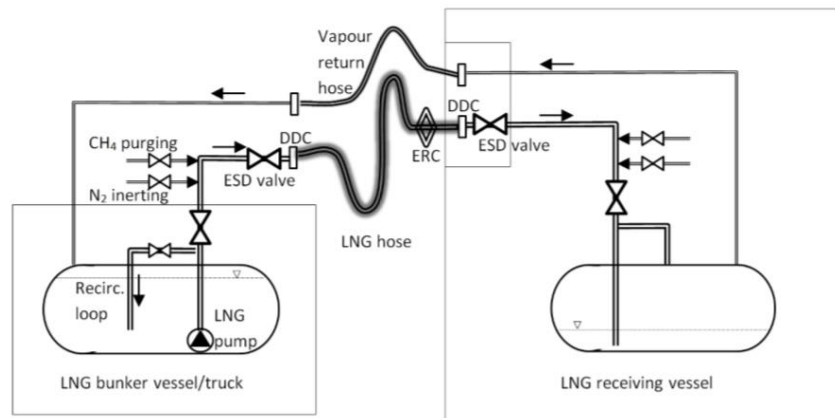 Vapour
return
hose
DDC
CH₄ purging
DDC
ESD valve
ERC
ESD valve
N₂ inerting
LNG hose
Recirc.
loop
LNG
pump
LNG bunker vessel/truck
LNG receiving vessel